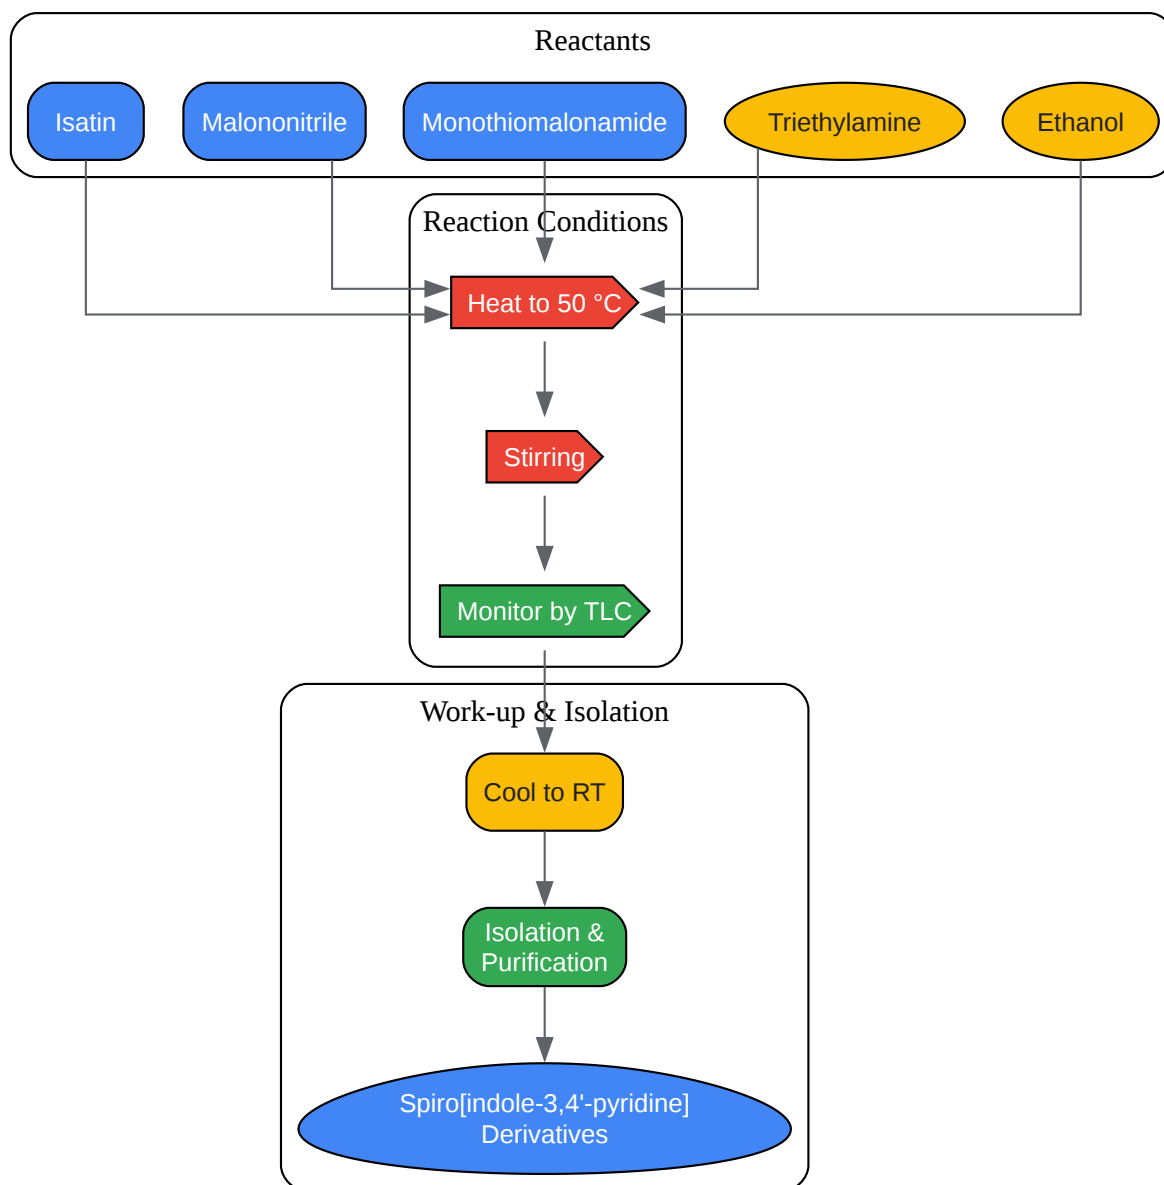 Reactants
Isatin
Malononitrile
Monothiomalonamide
Triethylamine
Ethanol
Reaction Conditions
Heat to 50 °C
Stirring
Monitor by TLC
Work-up & Isolation
Cool to RT
Isolation &
Purification
Spiro[indole-3,4'-pyridine]
Derivatives